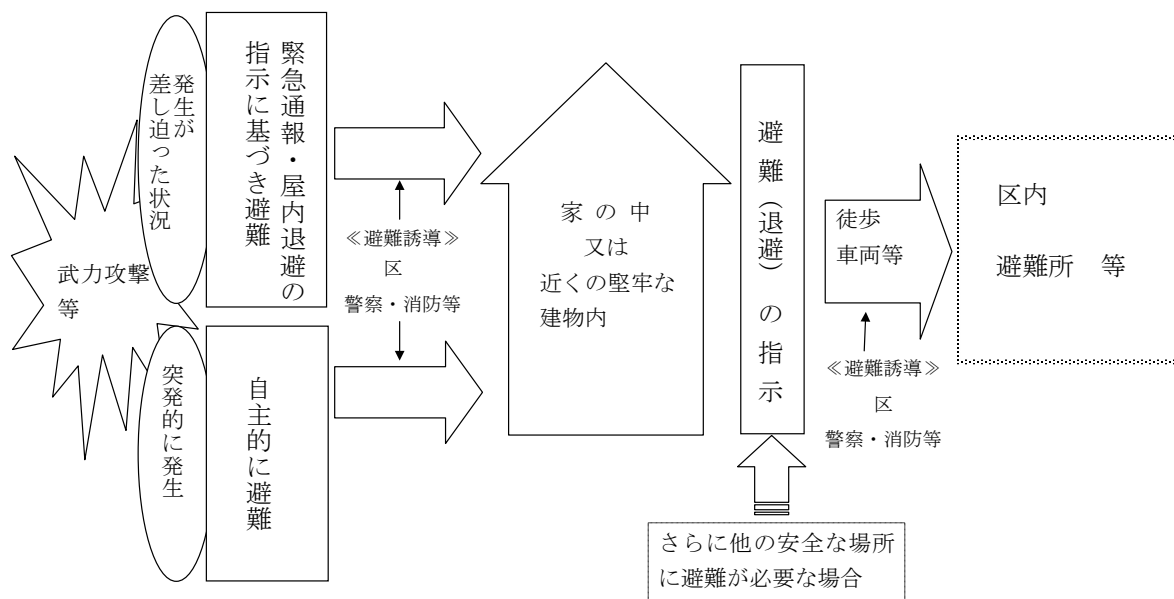 武力攻撃
等
発生が
差し迫った状況
緊急通報・屋内退避の
指示に基づき避難
突発的に発生
自主的に避難
≪避難誘導≫
区
警察・消防等
家の中
又は
近くの堅牢な
建物内
避難(退避)の指示
さらに他の安全な場所
に避難が必要な場合
徒歩
車両等
≪避難誘導≫
区
警察・消防等
区内
避難所　等